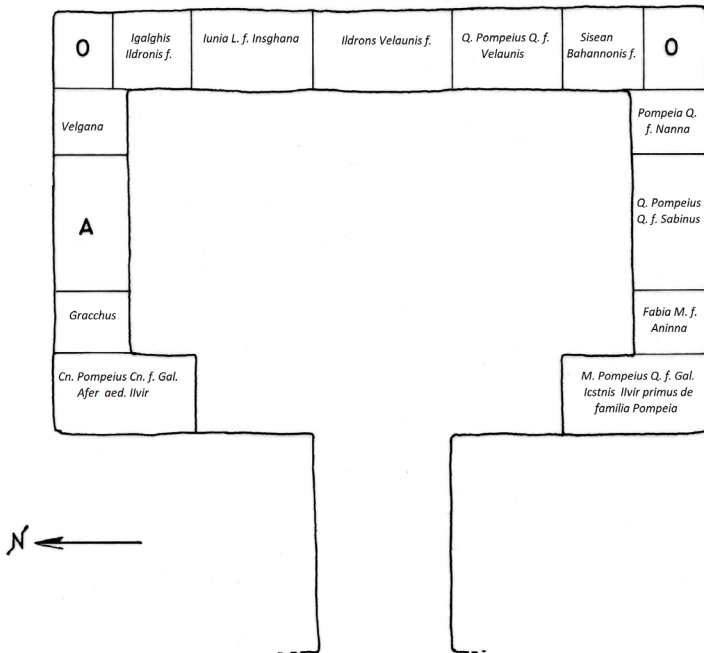 O
Igalghis
Ildronis f.
Iunia L. f. Insghana
Ildrons Velaunis f.
Q. Pompeius Q. f.
Velaunis
Sisean
Bahannonis f.
O
Velgana
Pompeia Q.
f. Nanna
A
Q. Pompeius
Q. f. Sabinus
Gracchus
Fabia M. f.
Aninna
Cn. Pompeius Cn. f. Gal.
Afer aed. IIvir
M. Pompeius Q. f. Gal.
Icstnis IIvir primus de
familia Pompeia
N